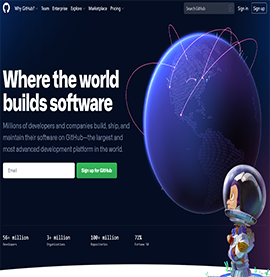 Why GitHub? Team Enterprise Explore Marketplace Pricing Search GitHub Sign in Sign up
Where the world
builds software
Millions of developers and companies build, ship, and
maintain their software on GitHub—the largest and
most advanced development platform in the world.
Email Sign up for GitHub
56+ million 3+ million 100+ million 72%
Developers Organizations Repositories Fortune 50